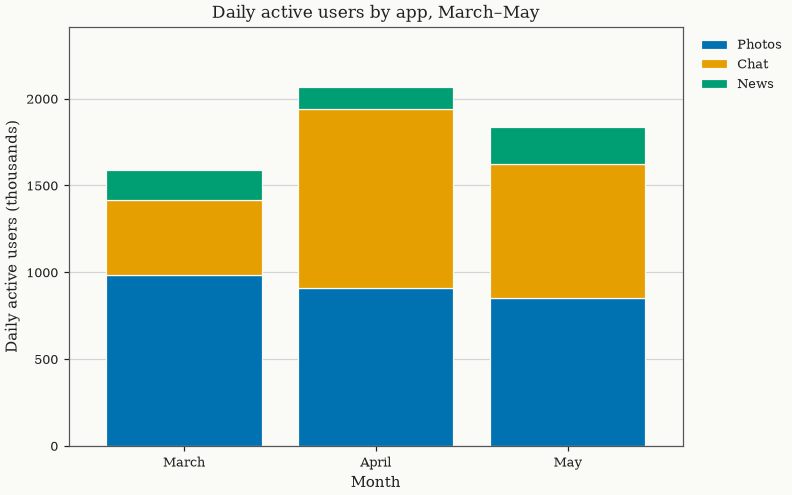 Daily active users by app, March–May
Photos
Chat
News
Daily active users (thousands)
2000
1500
1000
500
0
March
April
May
Month